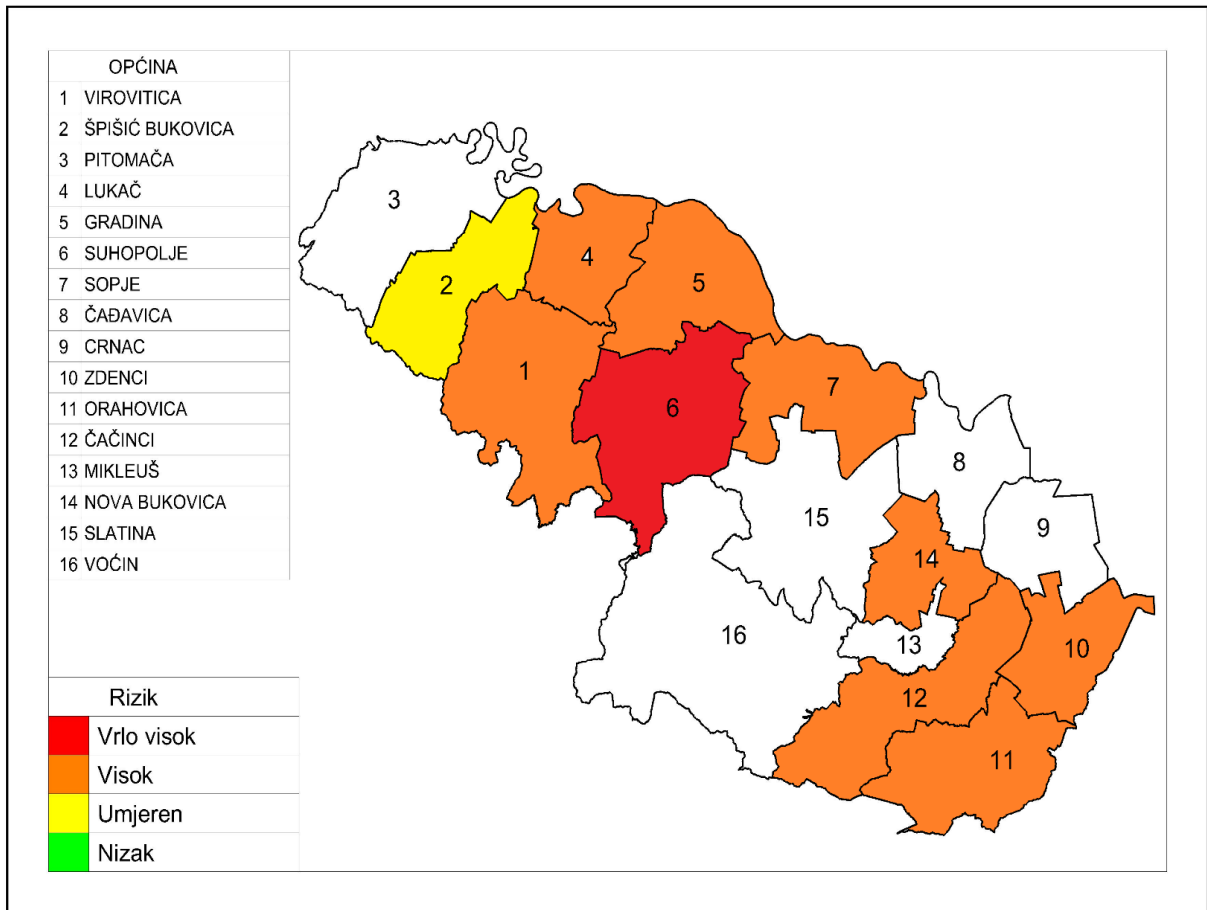 OPĆINA
1 VIROVITICA
2 ŠPIŠIĆ BUKOVICA
3 PITOMAČA
4 LUKAČ
5 GRADINA
6 SUHOPOLJE
7 SOPJE
8 ČAĐAVICA
9 CRNAC
10 ZDENCI
11 ORAHOVICA
12 ČAČINCI
13 MIKLEUŠ
14 NOVA BUKOVICA
15 SLATINA
16 VOĆIN
Rizik
Vrlo visok
Visok
Umjeren
Nizak
3
4
2
5
1
7
6
8
15
9
14
16
13
10
12
11